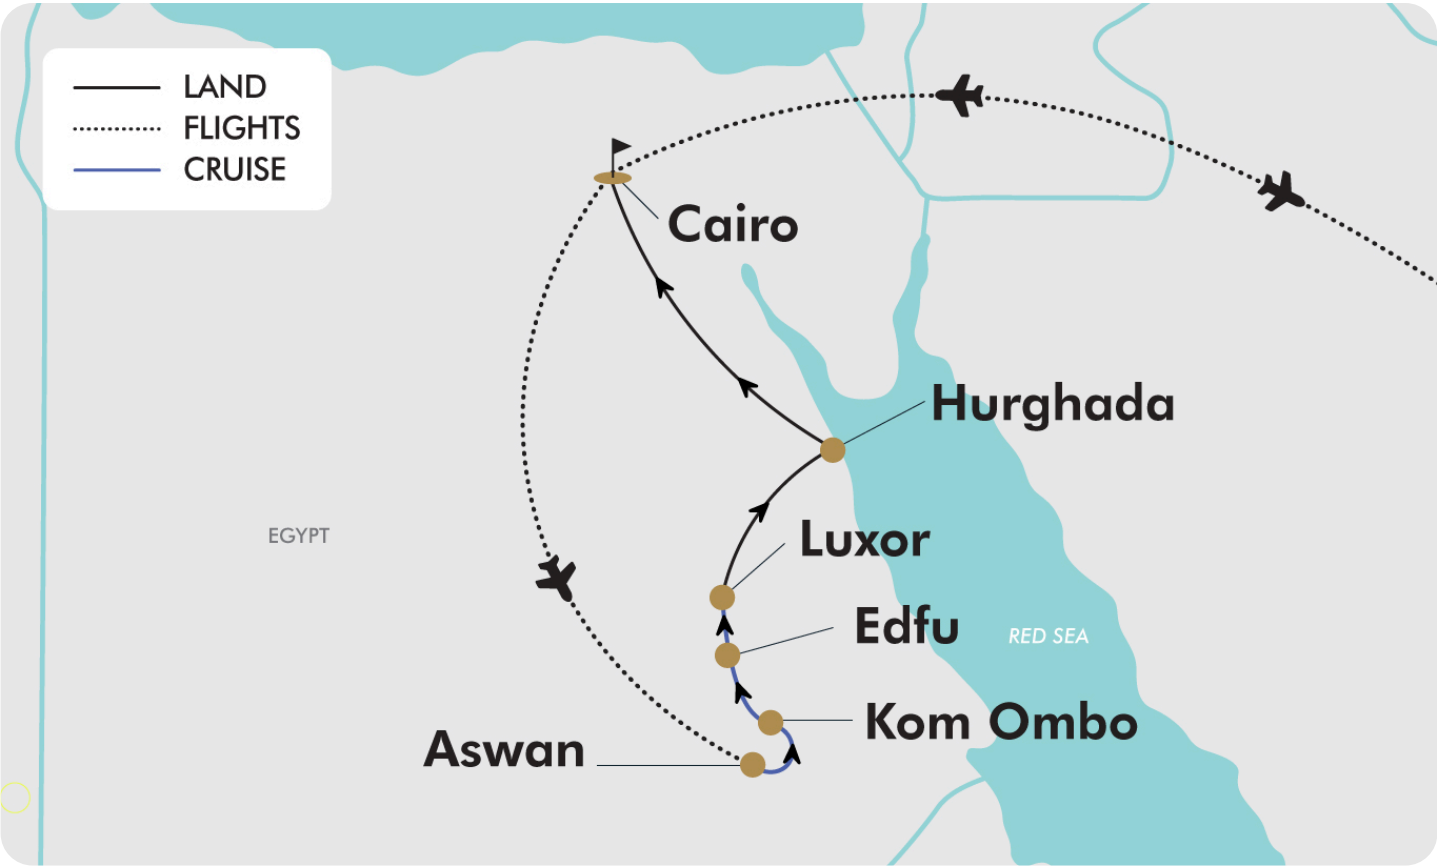 LAND
FLIGHTS
CRUISE
Cairo
Hurghada
EGYPT
Luxor
Edfu
RED SEA
Kom Ombo
Aswan